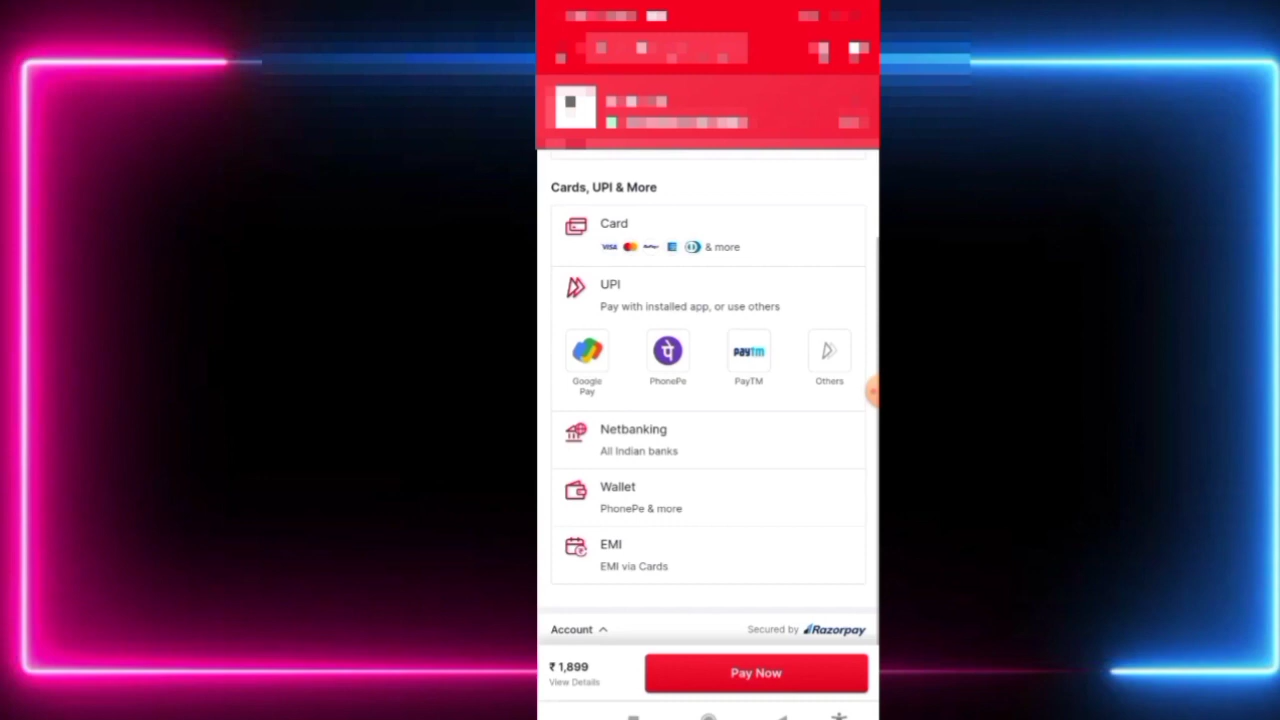 Cards, UPI & More
Card
VISA
& more
UPI
Pay with installed app, or use others
पे
paytm
Google
Pay
PhonePe
PayTM
Others
Netbanking
All Indian banks
Wallet
PhonePe & more
EMI
EMI via Cards
Account
Secured by Razorpay
₹ 1,899
View Details
Pay Now